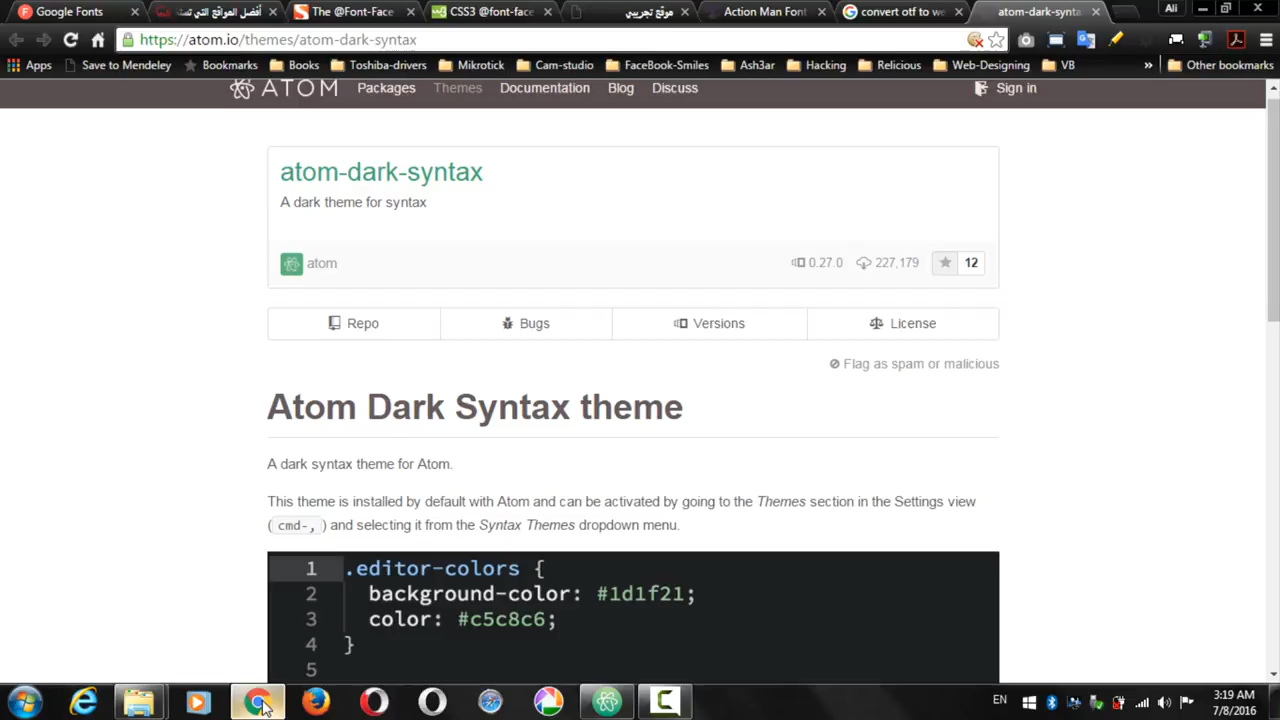 Google Fonts
أفضل المواقع التي تمتـ
The @Font-Face
CSS3 @font-face
موقع تجريبي
Action Man Font
convert otf to we
atom-dark-synta
Ali
https://atom.io/themes/atom-dark-syntax
Apps
Save to Mendeley
Bookmarks
Books
Toshiba-drivers
Mikrotick
Cam-studio
FaceBook-Smiles
Ash3ar
Hacking
Relicious
Web-Designing
VB
»
Other bookmarks
ATOM
Packages
Themes
Documentation
Blog
Discuss
Sign in
atom-dark-syntax
A dark theme for syntax
atom
0.27.0
227,179
12
Repo
Bugs
Versions
License
Flag as spam or malicious
Atom Dark Syntax theme
A dark syntax theme for Atom.
This theme is installed by default with Atom and can be activated by going to the Themes section in the Settings view
( cmd-, ) and selecting it from the Syntax Themes dropdown menu.
1 .editor-colors {
2 background-color: #1d1f21;
3 color: #c5c8c6;
4 }
5
EN
3:19 AM
7/8/2016